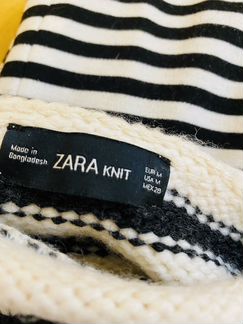 Made in
Bangladesh
ZARA KNIT
EUR M
USA M
MEX 28